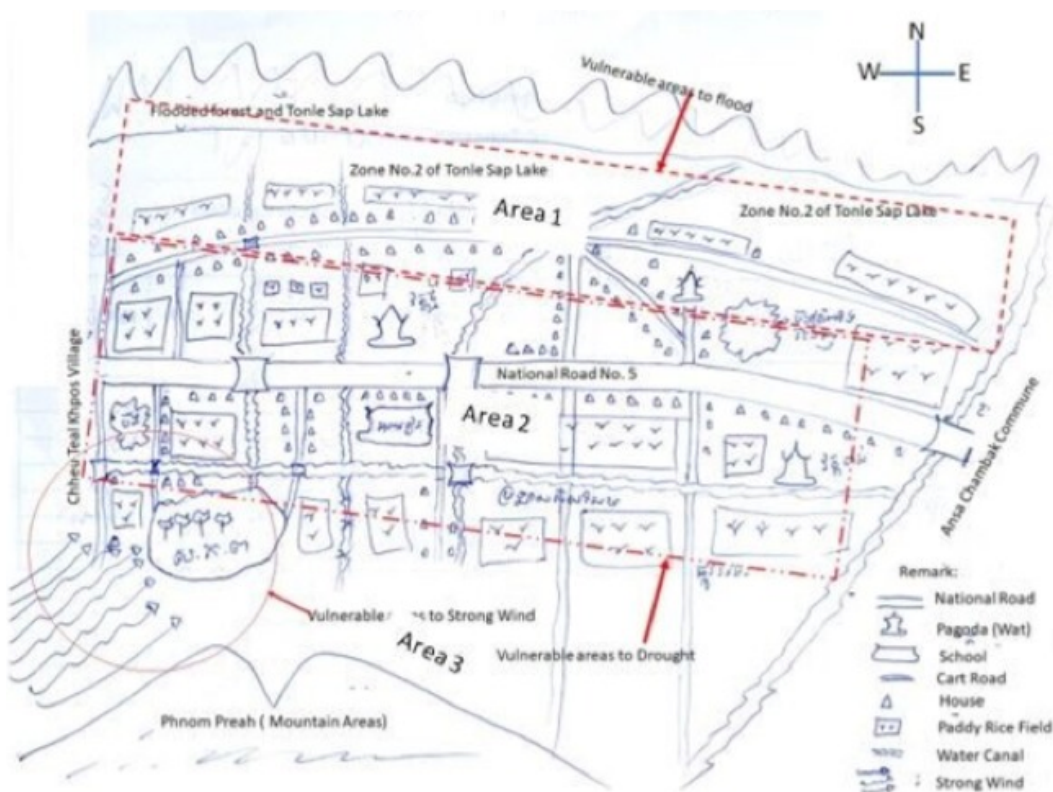 N
W E
S
Vulnerable areas to flood
Flooded forest and Tonle Sap Lake
Zone No.2 of Tonle Sap Lake
Area 1
Zone No.2 of Tonle Sap Lake
National Road No. 5
Area 2
Chheu Teal Khpos Village
Ansa Chambak Commune
Vulnerable areas to Strong Wind
Area 3
Vulnerable areas to Drought
Phnom Preah ( Mountain Areas)
Remark:
National Road
Pagoda (Wat)
School
Cart Road
House
Paddy Rice Field
Water Canal
Strong Wind